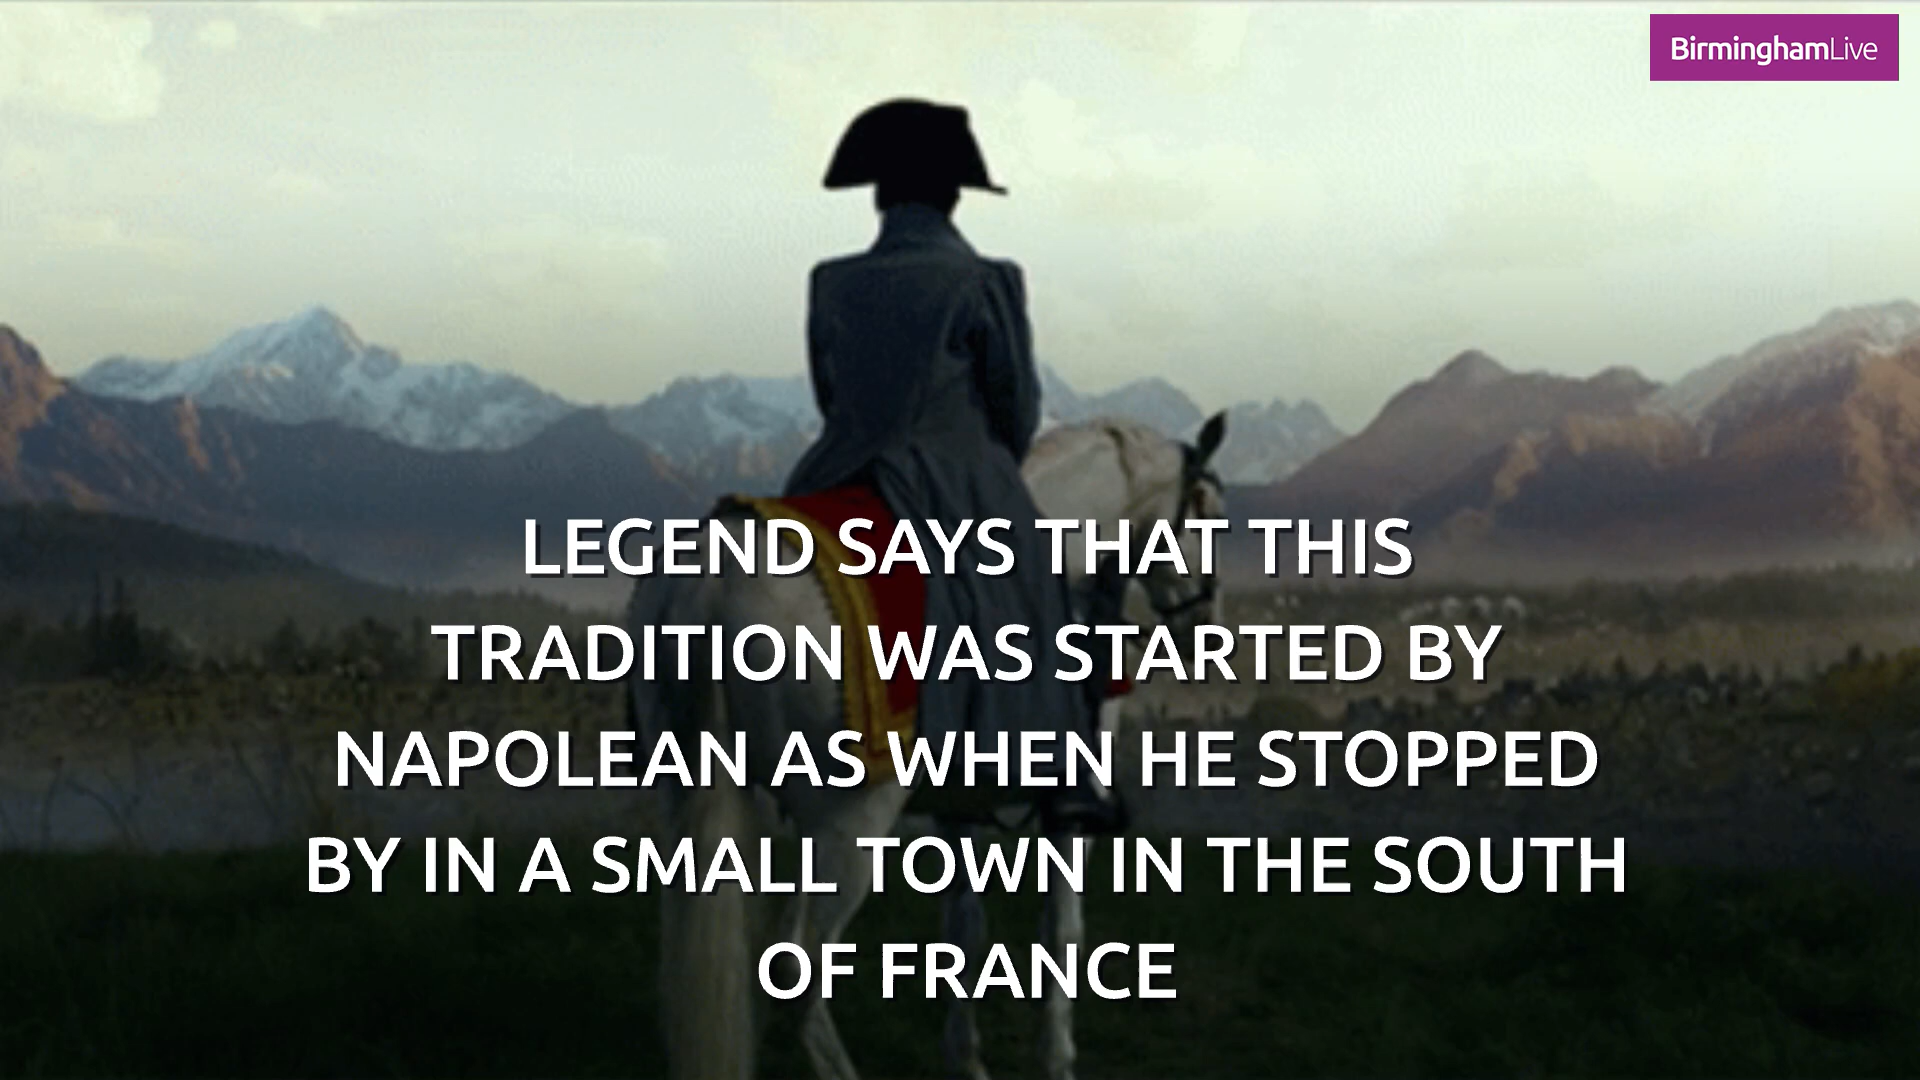 BirminghamLive
LEGEND SAYS THAT THIS
TRADITION WAS STARTED BY
NAPOLEAN AS WHEN HE STOPPED
BY IN A SMALL TOWN IN THE SOUTH
OF FRANCE